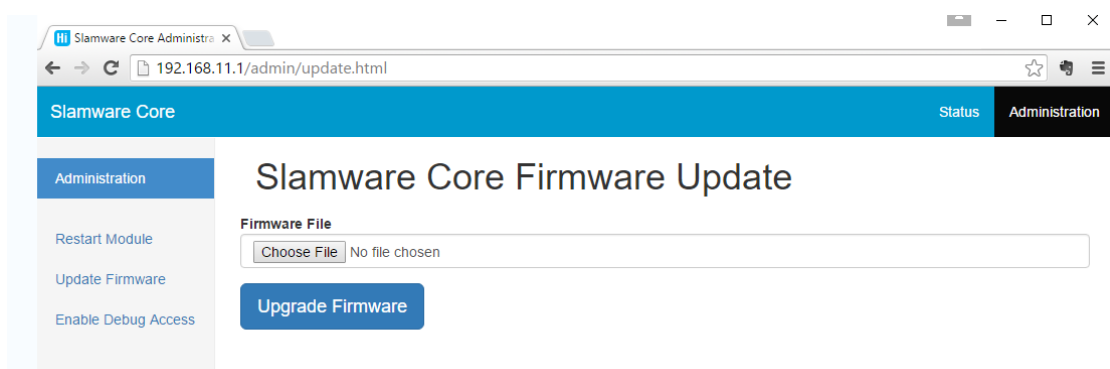 Hi Slamware Core Administra
192.168.11.1/admin/update.html
Slamware Core Status Administration
Administration
Slamware Core Firmware Update
Firmware File
Choose File No file chosen
Restart Module
Update Firmware
Upgrade Firmware
Enable Debug Access